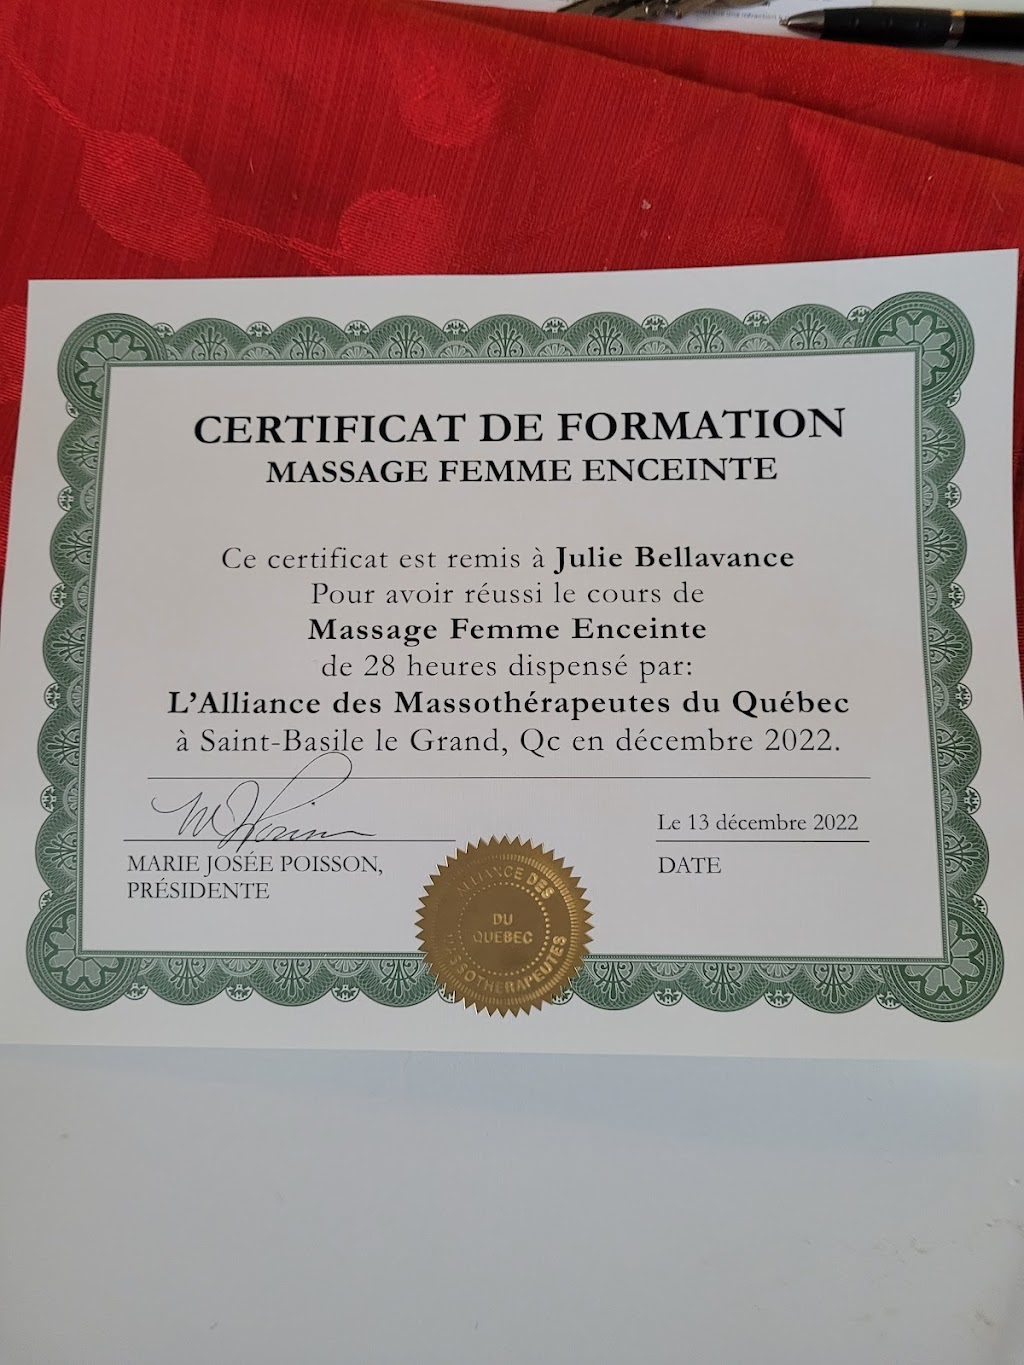 CERTIFICAT DE FORMATION
MASSAGE FEMME ENCEINTE
Ce certificat est remis à Julie Bellavance
Pour avoir réussi le cours de
Massage Femme Enceinte
de 28 heures dispensé par:
L'Alliance des Massothérapeutes du Québec
à Saint-Basile le Grand, Qc en décembre 2022.
Le 13 décembre 2022
MARIE JOSÉE POISSON,
PRÉSIDENTE
DATE
ALLIANCE DES
DU
QUEBEC
MASSOTHERAPEUTES